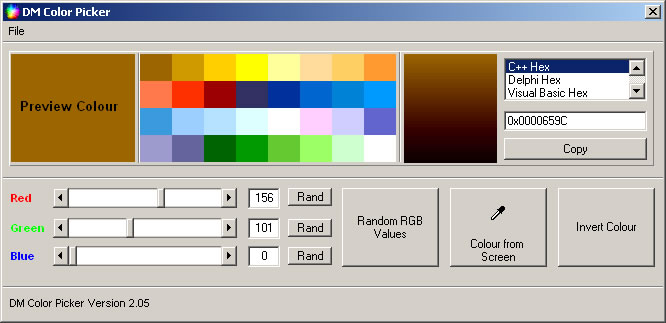 DM Color Picker
File
Preview Colour
C++ Hex
Delphi Hex
Visual Basic Hex
0x0000659C
Copy
Red
156
Rand
Green
101
Rand
Blue
0
Rand
Random RGB
Values
Colour from
Screen
Invert Colour
DM Color Picker Version 2.05